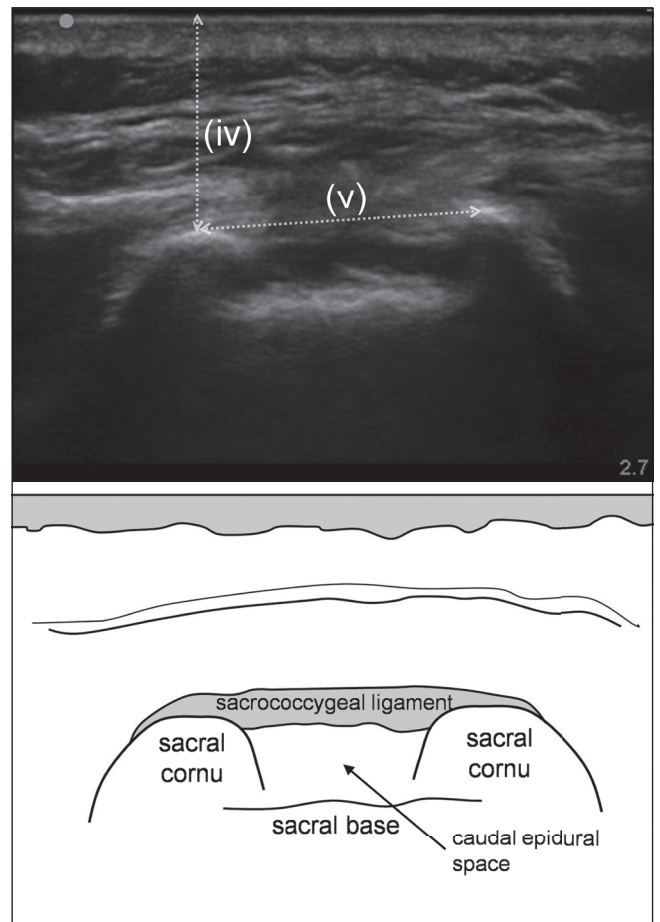 (iv)
(v)
2.7
sacrococcygeal ligament
sacral
cornu
sacral
cornu
sacral base
caudal epidural
space